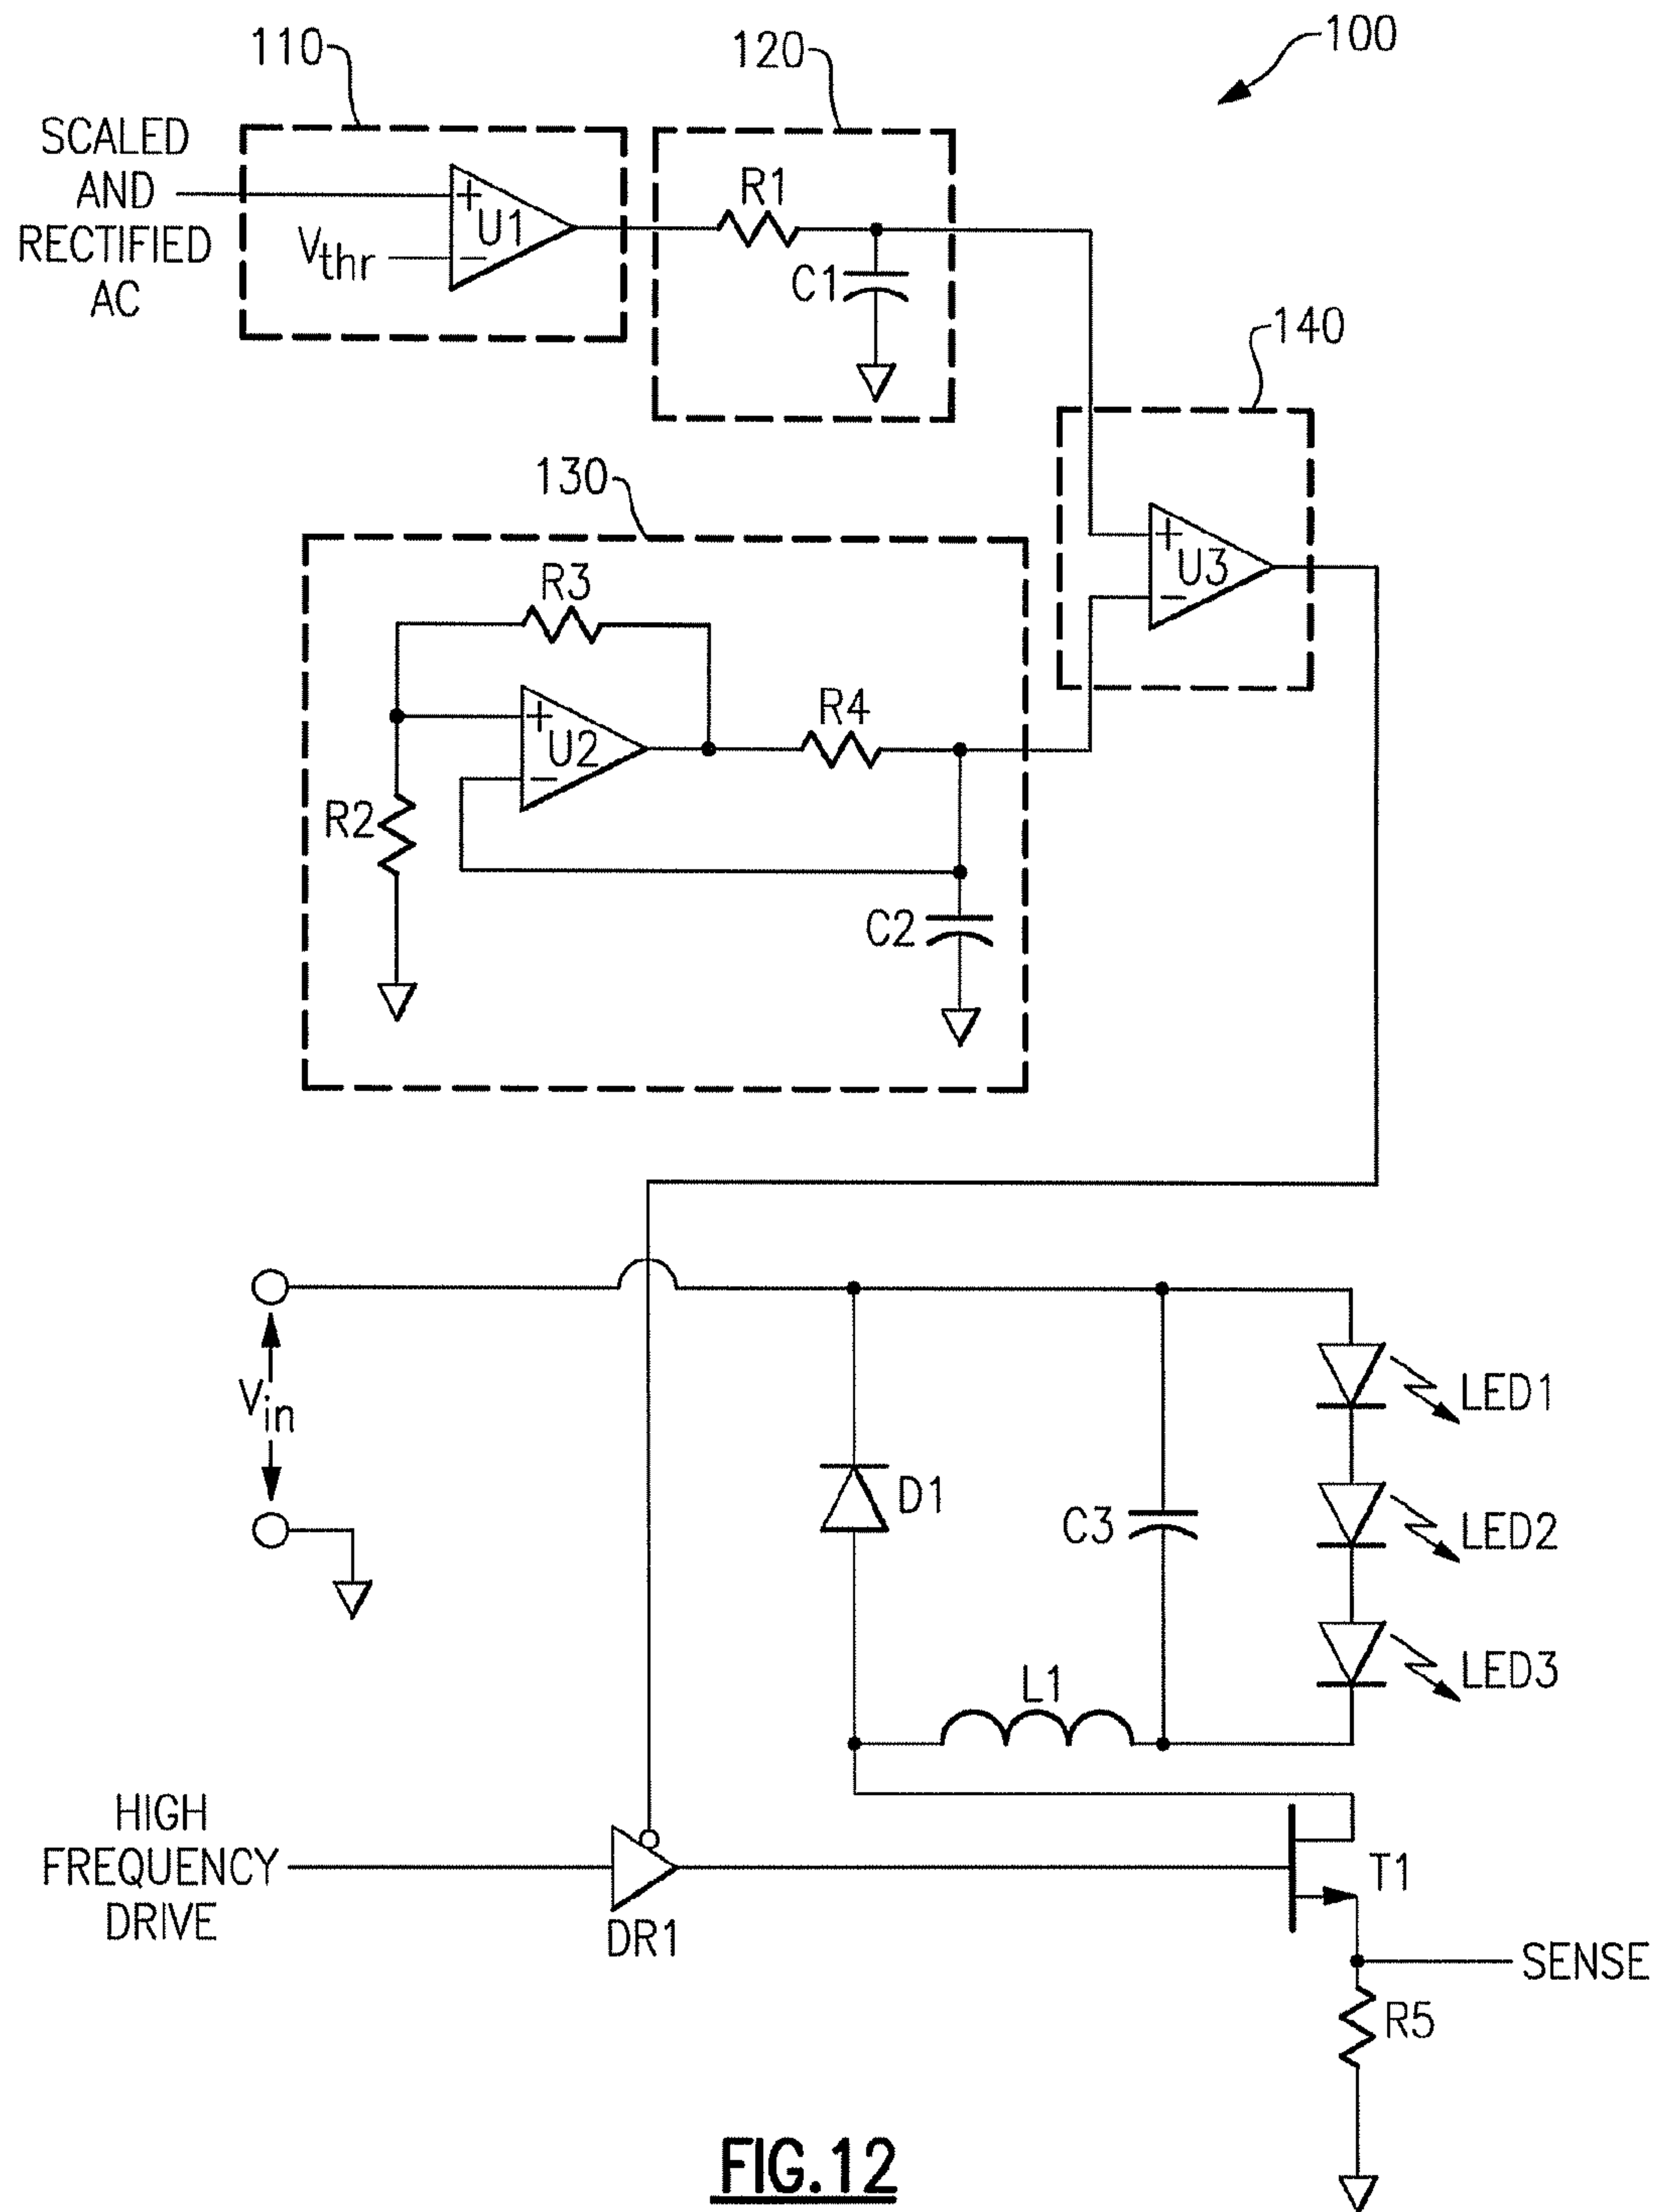 100
110
120
SCALED
AND
RECTIFIED
AC
+
U1
−
Vthr
R1
C1
140
130
+
U3
−
R3
+
U2
−
R4
R2
C2
Vin
D1
C3
LED1
LED2
LED3
L1
HIGH
FREQUENCY
DRIVE
DR1
T1
SENSE
R5
FIG.12